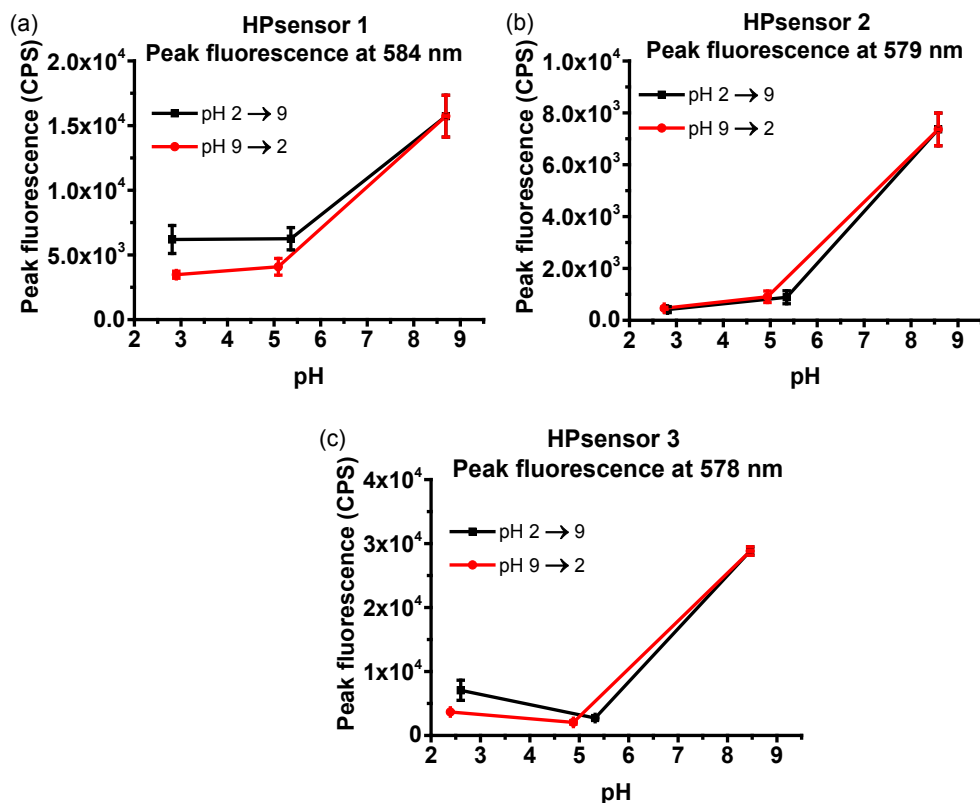 (a)
HPsensor 1
Peak fluorescence at 584 nm
Peak fluorescence (CPS)
2.0x10⁴
1.5x10⁴
1.0x10⁴
5.0x10³
0.0
pH 2 → 9
pH 9 → 2
2 3 4 5 6 7 8 9
pH
(b)
HPsensor 2
Peak fluorescence at 579 nm
Peak fluorescence (CPS)
1.0x10⁴
8.0x10³
6.0x10³
4.0x10³
2.0x10³
0.0
pH 2 → 9
pH 9 → 2
2 3 4 5 6 7 8 9
pH
(c)
HPsensor 3
Peak fluorescence at 578 nm
Peak fluorescence (CPS)
4x10⁴
3x10⁴
2x10⁴
1x10⁴
0
pH 2 → 9
pH 9 → 2
2 3 4 5 6 7 8 9
pH